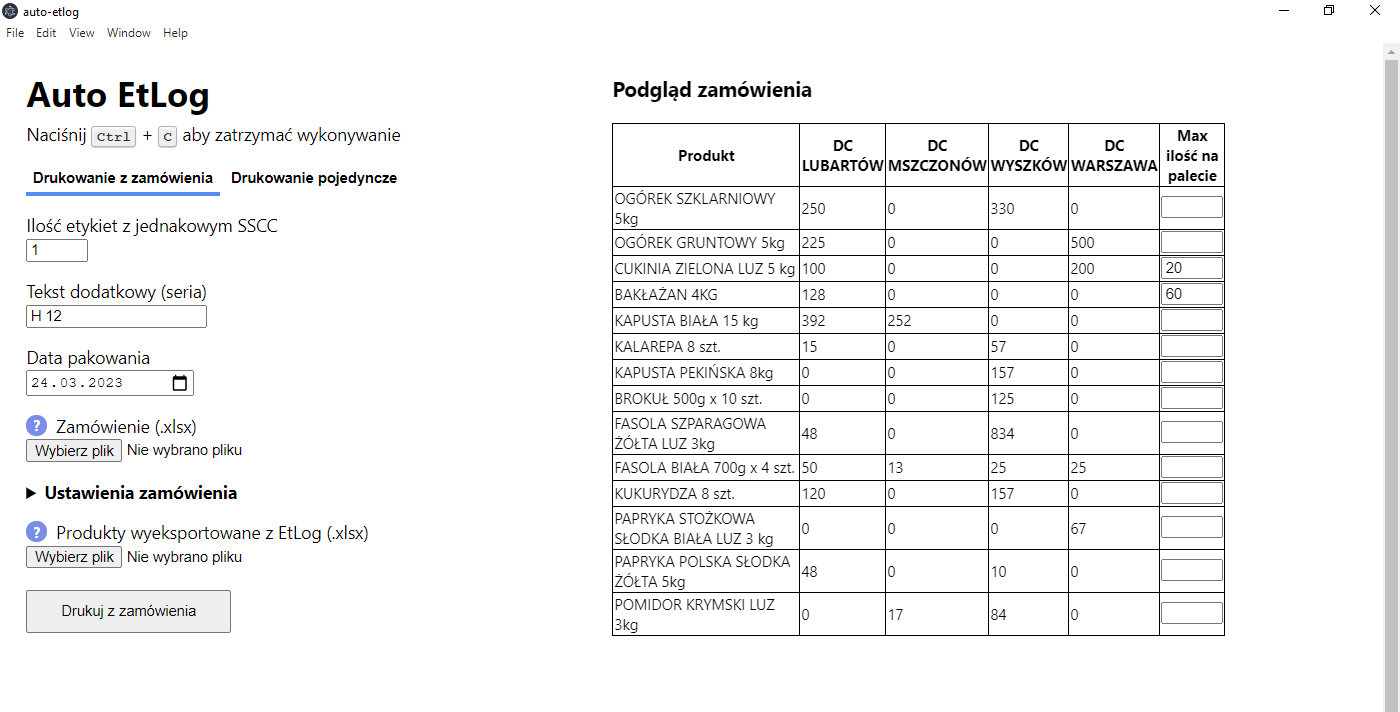 auto-etlog
File Edit View Window Help
Auto EtLog
Naciśnij Ctrl + C aby zatrzymać wykonywanie
Drukowanie z zamówienia Drukowanie pojedyncze
Ilość etykiet z jednakowym SSCC
1
Tekst dodatkowy (seria)
H 12
Data pakowania
24.03.2023
? Zamówienie (.xlsx)
Wybierz plik Nie wybrano pliku
Ustawienia zamówienia
? Produkty wyeksportowane z EtLog (.xlsx)
Wybierz plik Nie wybrano pliku
Drukuj z zamówienia
Podgląd zamówienia
Produkt DC LUBARTÓW DC MSZCZONÓW DC WYSZKÓW DC WARSZAWA Max ilość na palecie
OGÓREK SZKLARNIOWY 5kg 250 0 330 0
OGÓREK GRUNTOWY 5kg 225 0 0 500
CUKINIA ZIELONA LUZ 5 kg 100 0 0 200 20
BAKŁAŻAN 4KG 128 0 0 0 60
KAPUSTA BIAŁA 15 kg 392 252 0 0
KALAREPA 8 szt. 15 0 57 0
KAPUSTA PEKIŃSKA 8kg 0 0 157 0
BROKUŁ 500g x 10 szt. 0 0 125 0
FASOLA SZPARAGOWA ŻÓŁTA LUZ 3kg 48 0 834 0
FASOLA BIAŁA 700g x 4 szt. 50 13 25 25
KUKURYDZA 8 szt. 120 0 157 0
PAPRYKA STOŻKOWA SŁODKA BIAŁA LUZ 3 kg 0 0 0 67
PAPRYKA POLSKA SŁODKA ŻÓŁTA 5kg 48 0 10 0
POMIDOR KRYMSKI LUZ 3kg 0 17 84 0